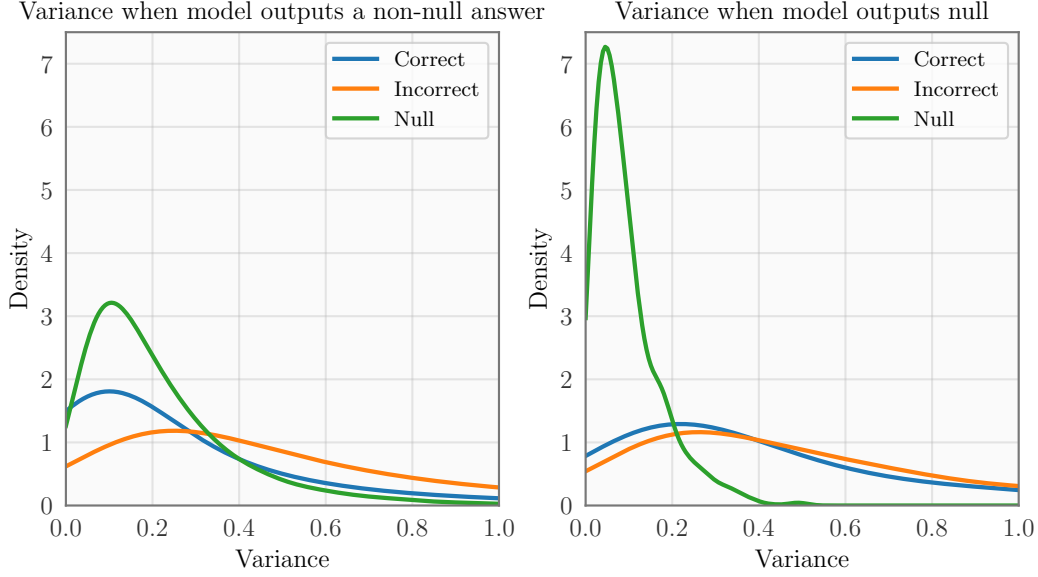 Variance when model outputs a non-null answer
7
6
5
4
3
2
1
0
Density
0.0 0.2 0.4 0.6 0.8 1.0
Variance
Correct
Incorrect
Null
Variance when model outputs null
7
6
5
4
3
2
1
0
Density
0.0 0.2 0.4 0.6 0.8 1.0
Variance
Correct
Incorrect
Null